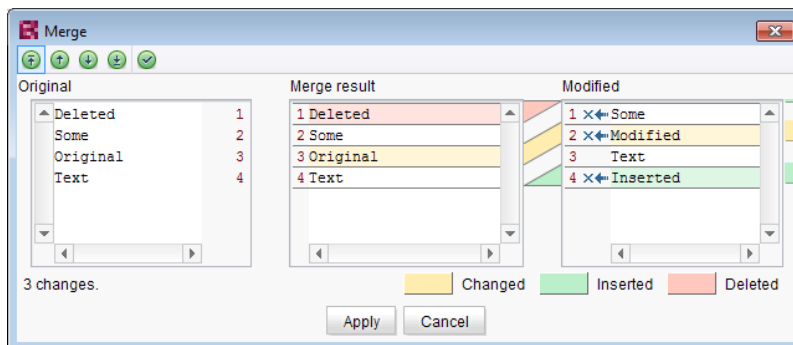 Merge
Original Merge result Modified
Deleted 1
Some 2
Original 3
Text 4
1 Deleted
2 Some
3 Original
4 Text
1 Some
2 Modified
3 Text
4 Inserted
3 changes.
Changed Inserted Deleted
Apply Cancel